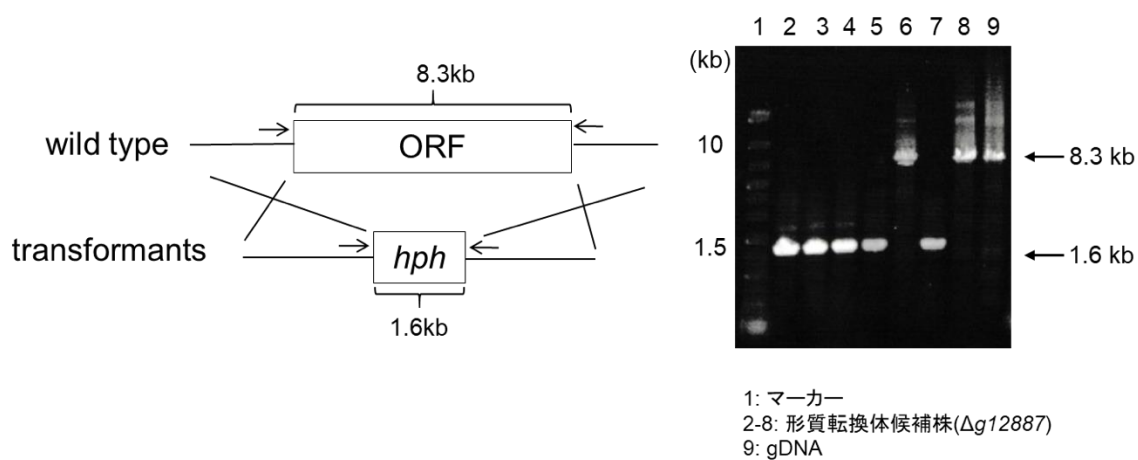 8.3kb
wild type
ORF
transformants
hph
1.6kb
1 2 3 4 5 6 7 8 9
(kb)
10
1.5
8.3 kb
1.6 kb
1: マーカー
2-8: 形質転換体候補株(Δg12887)
9: gDNA